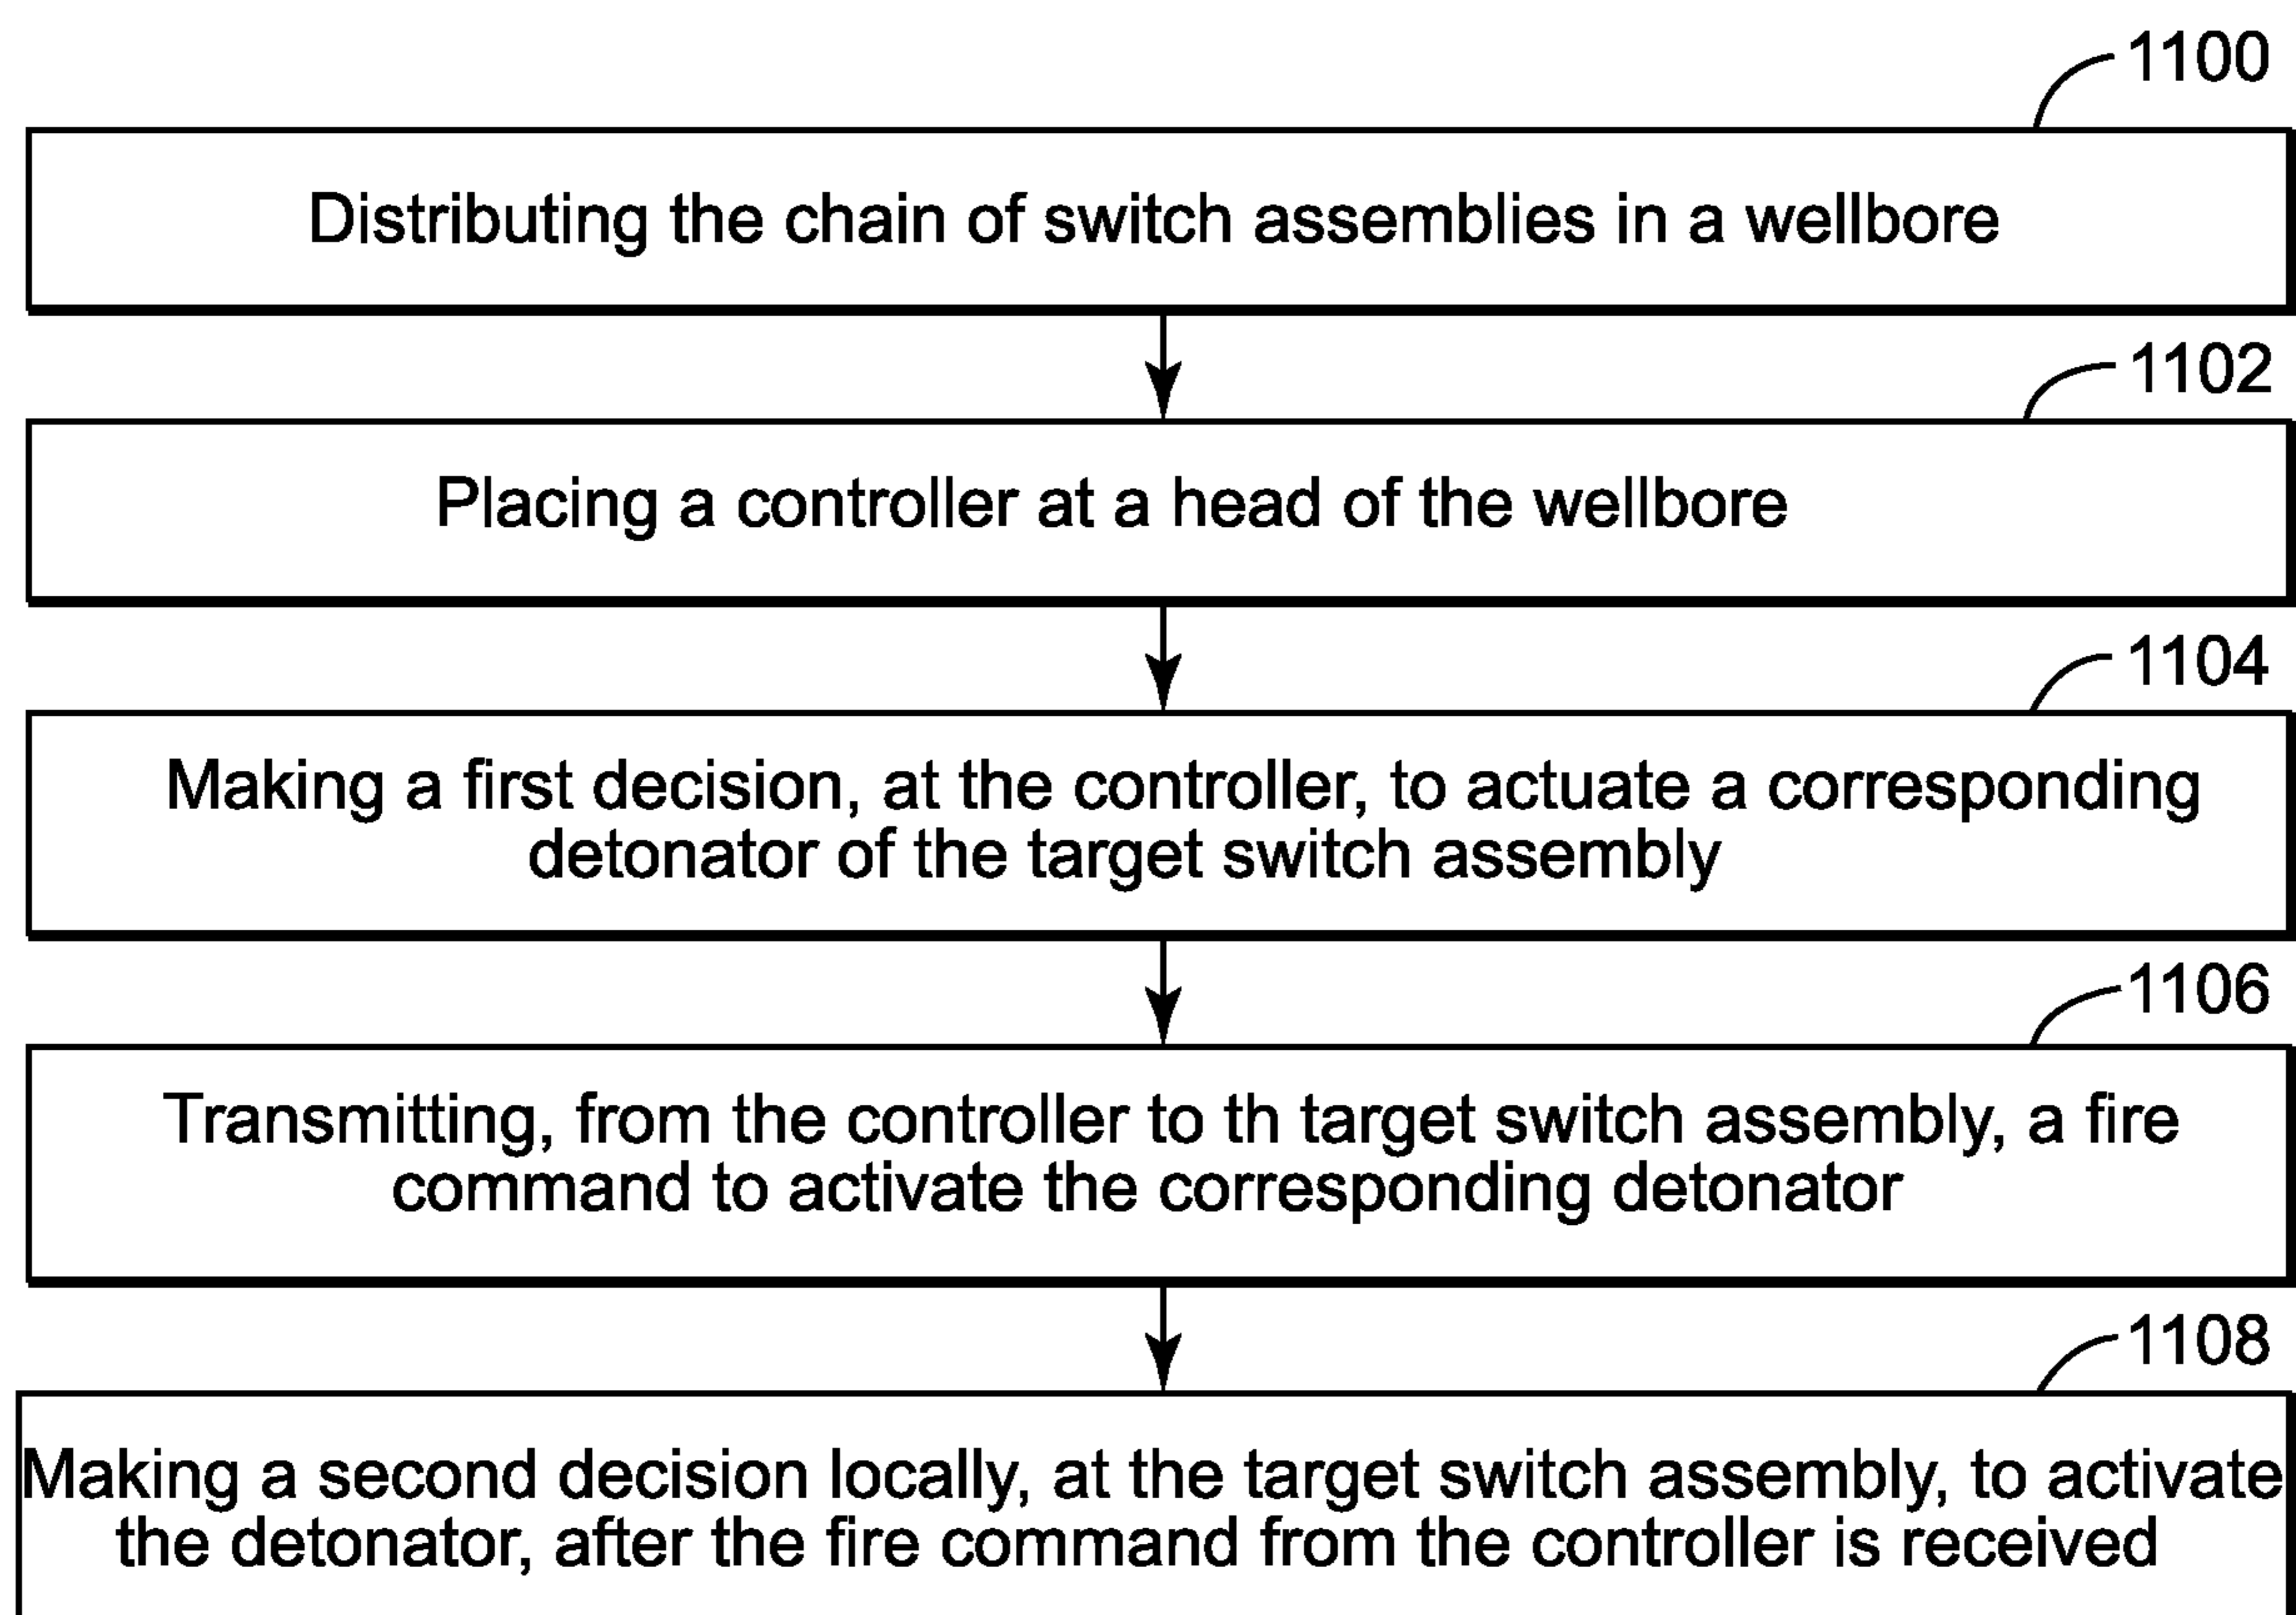 1100
Distributing the chain of switch assemblies in a wellbore
1102
Placing a controller at a head of the wellbore
1104
Making a first decision, at the controller, to actuate a corresponding
detonator of the target switch assembly
1106
Transmitting, from the controller to th target switch assembly, a fire
command to activate the corresponding detonator
1108
Making a second decision locally, at the target switch assembly, to activate
the detonator, after the fire command from the controller is received